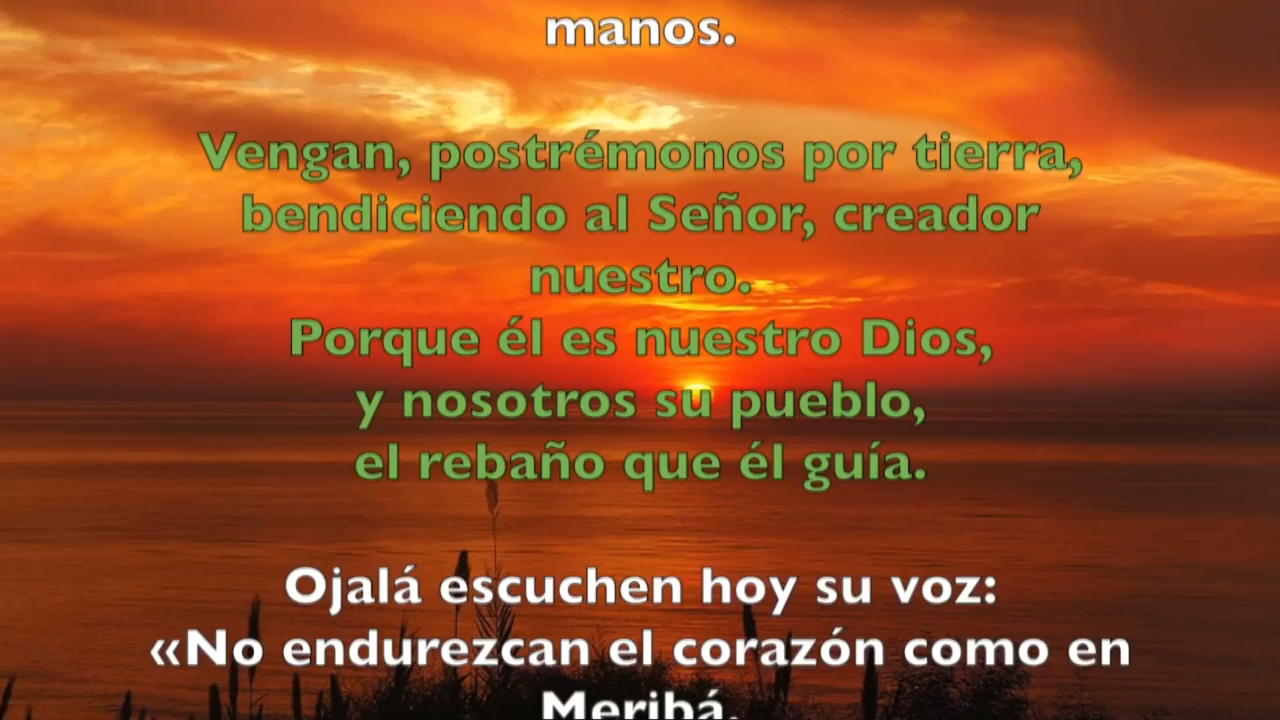 manos.
Vengan, postrémonos por tierra,
bendiciendo al Señor, creador
nuestro.
Porque él es nuestro Dios,
y nosotros su pueblo,
el rebaño que él guía.
Ojalá escuchen hoy su voz:
«No endurezcan el corazón como en
Meribá,